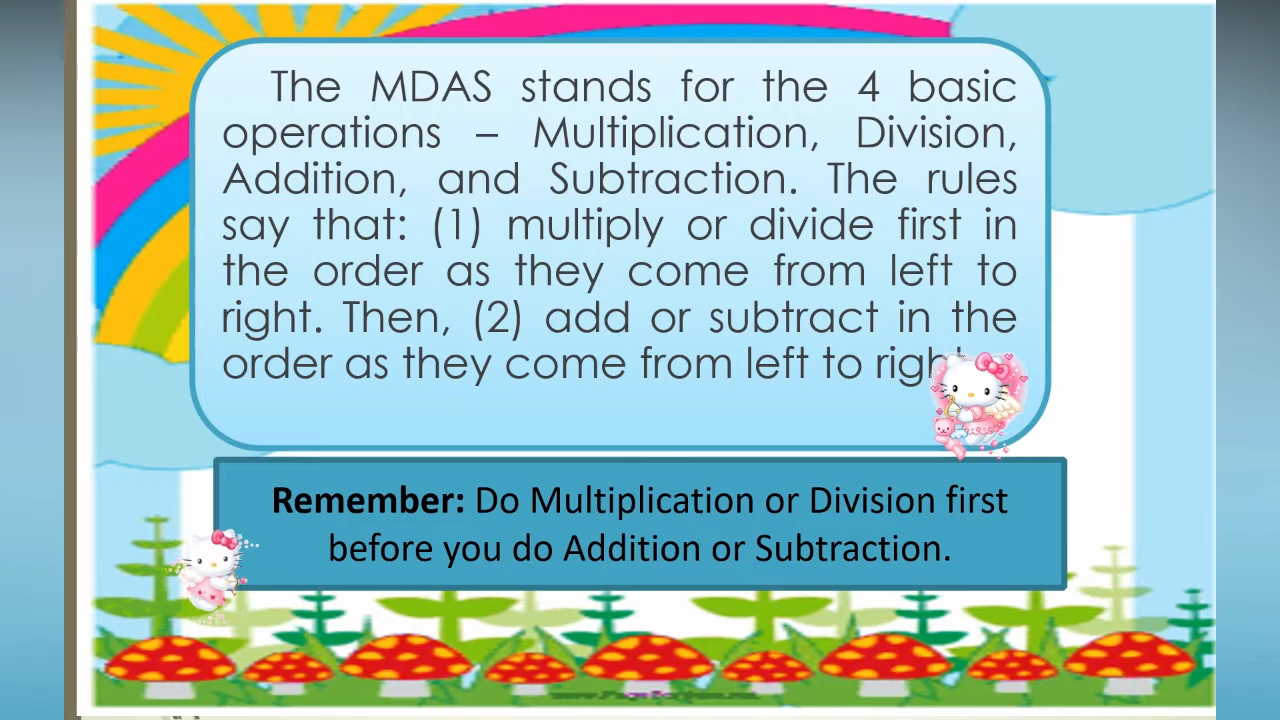 The MDAS stands for the 4 basic
operations – Multiplication, Division,
Addition, and Subtraction. The rules
say that: (1) multiply or divide first in
the order as they come from left to
right. Then, (2) add or subtract in the
order as they come from left to right.
Remember: Do Multiplication or Division first
before you do Addition or Subtraction.